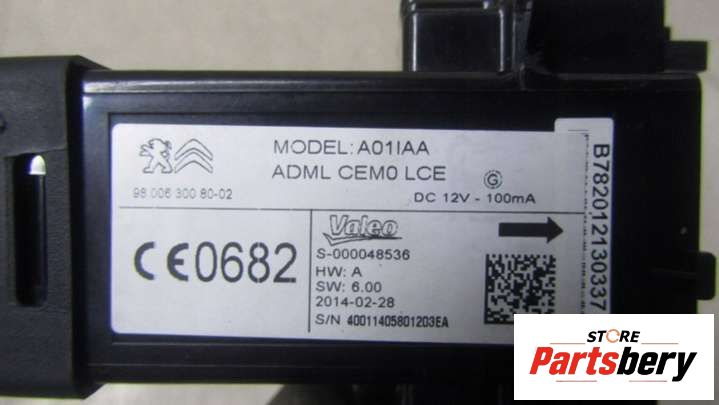 MODEL: A01IAA
ADML CEM0 LCE
98 006 300 80-02
G
DC 12V - 100mA
CE0682
Valeo
S-000048536
HW: A
SW: 6.00
2014-02-28
S/N 40011405801203EA
B782012130337
STORE
Partsbery